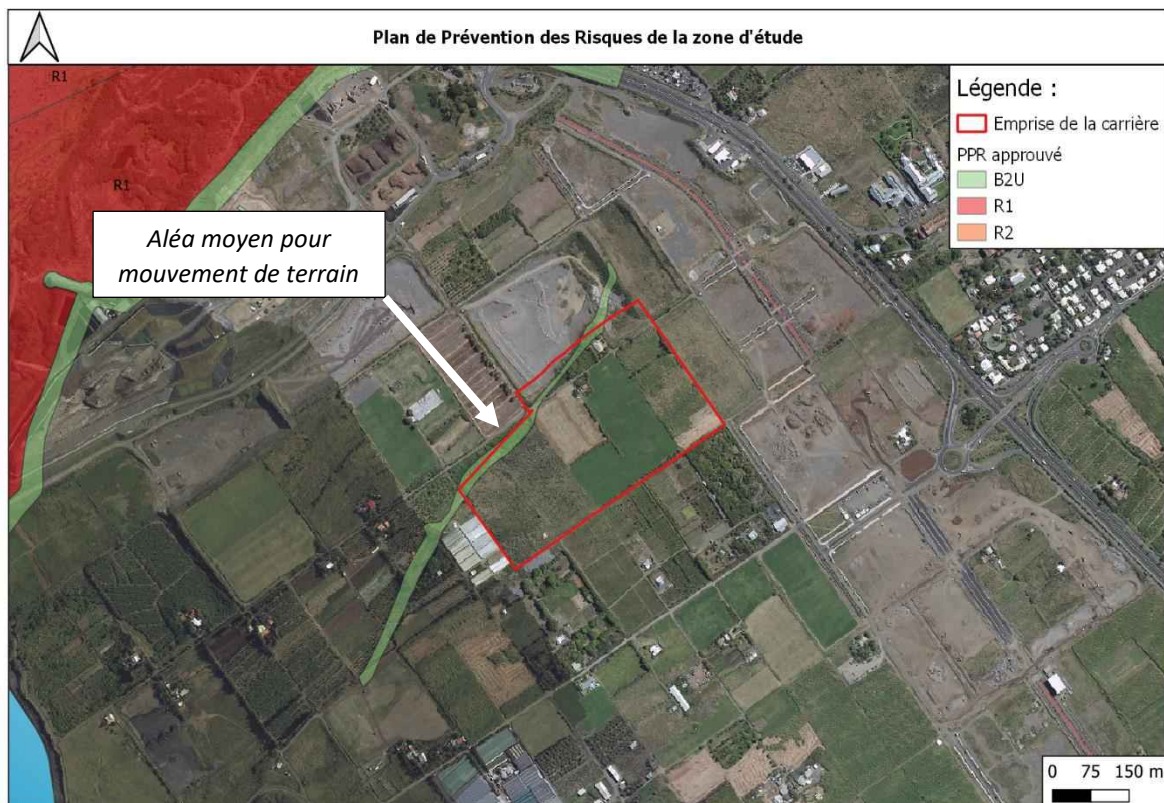 Plan de Prévention des Risques de la zone d'étude
R1
R1
Légende :
Emprise de la carrière
PPR approuvé
B2U
R1
R2
Aléa moyen pour
mouvement de terrain
0 75 150 m